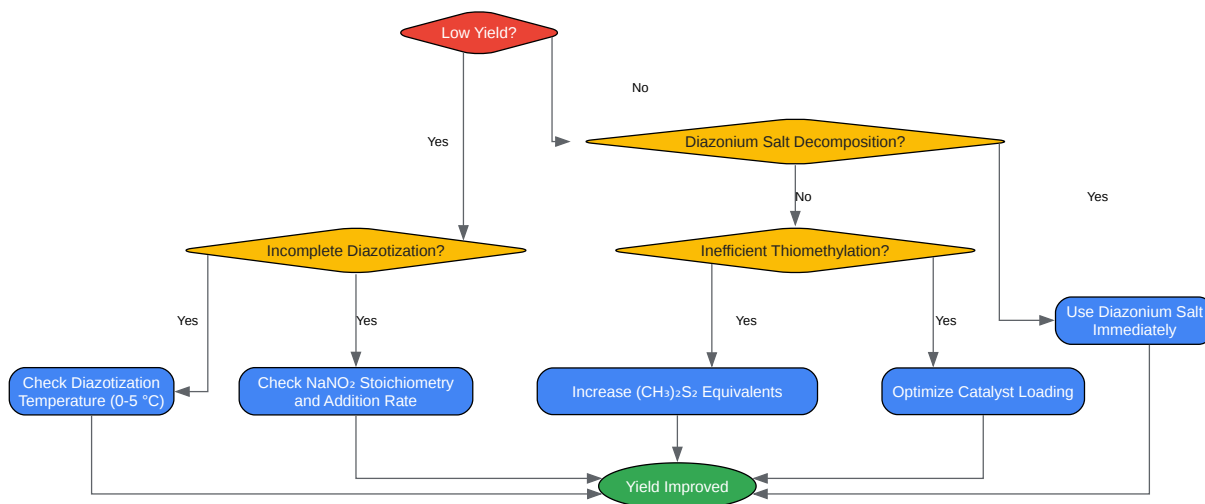 Low Yield?
No
Yes
Diazonium Salt Decomposition?
No
Yes
Incomplete Diazotization?
Inefficient Thiomethylation?
Yes
Yes
Yes
Yes
Use Diazonium Salt
Immediately
Check Diazotization
Temperature (0-5 °C)
Check NaNO₂ Stoichiometry
and Addition Rate
Increase (CH₃)₂S₂ Equivalents
Optimize Catalyst Loading
Yield Improved